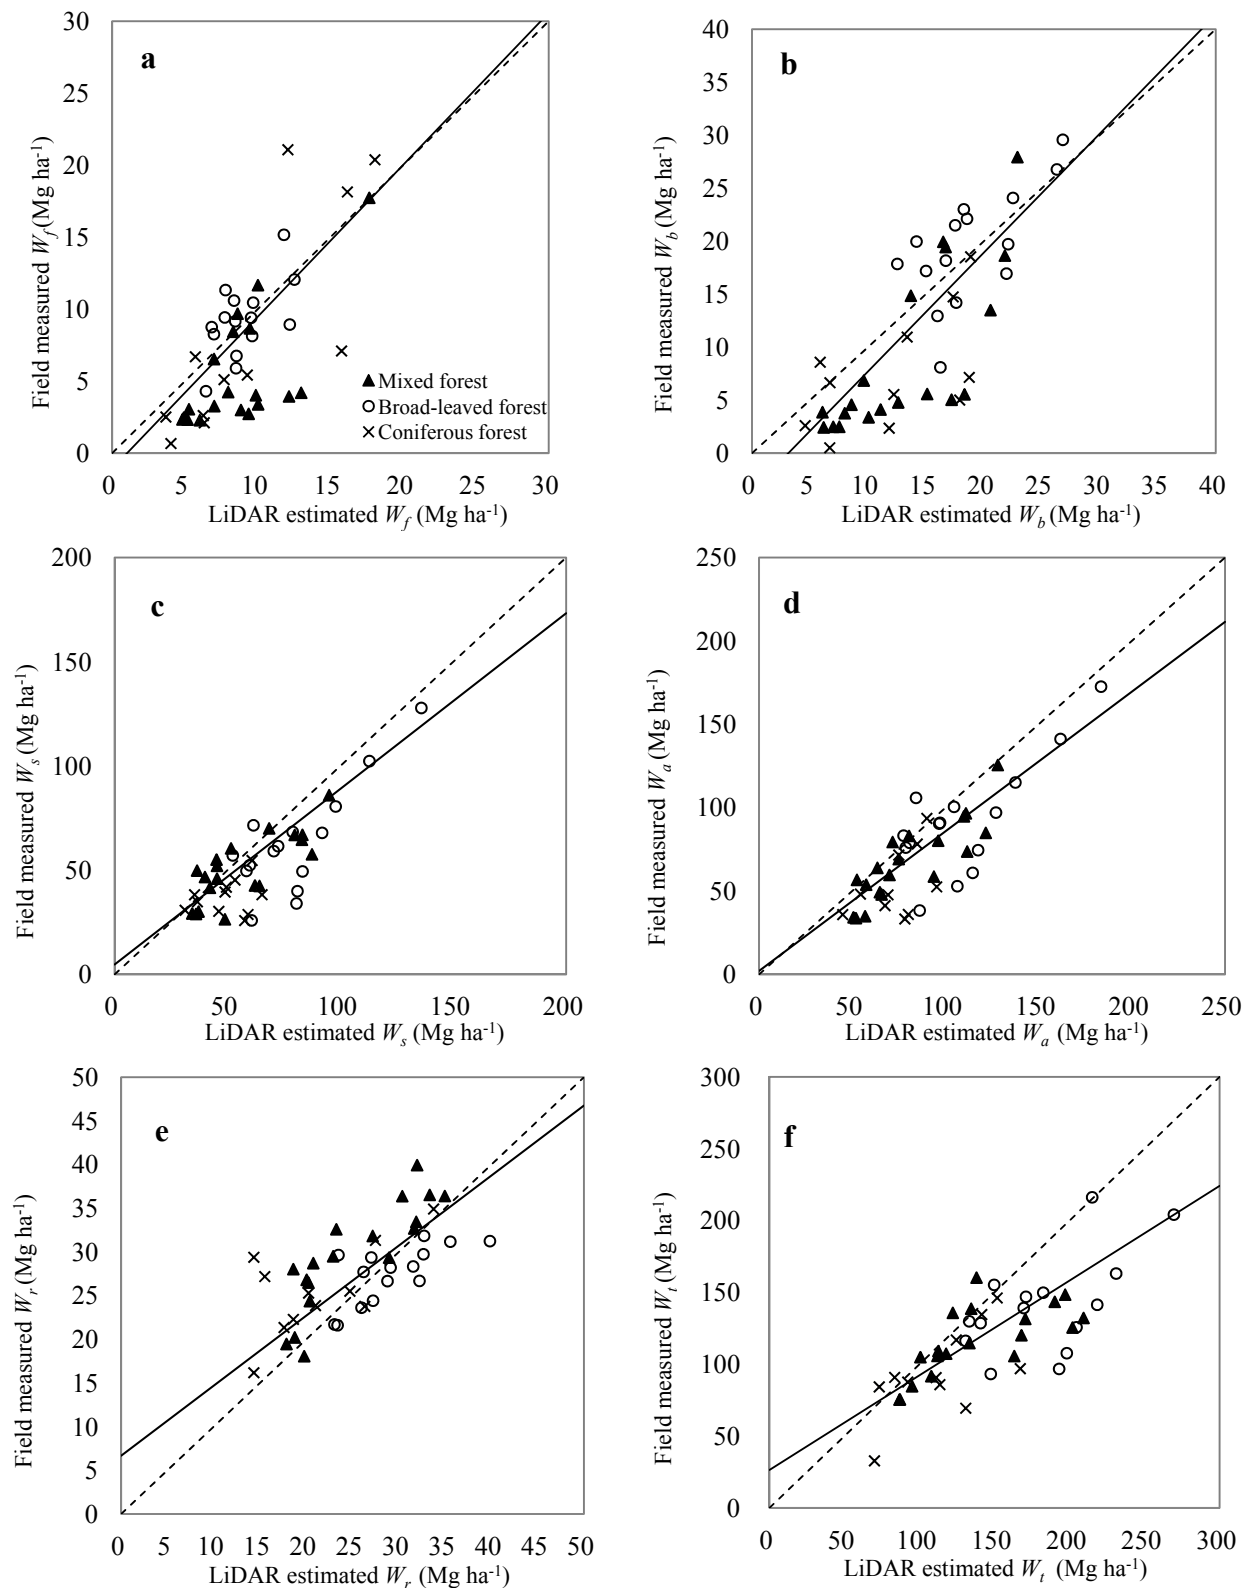 a
30
25
20
15
10
5
0
Field measured Wf (Mg ha-1)
Mixed forest
Broad-leaved forest
Coniferous forest
0 5 10 15 20 25 30
LiDAR estimated Wf (Mg ha-1)
b
40
35
30
25
20
15
10
5
0
Field measured Wb (Mg ha-1)
0 5 10 15 20 25 30 35 40
LiDAR estimated Wb (Mg ha-1)
c
200
150
100
50
0
Field measured Ws (Mg ha-1)
0 50 100 150 200
LiDAR estimated Ws (Mg ha-1)
d
250
200
150
100
50
0
Field measured Wa (Mg ha-1)
0 50 100 150 200 250
LiDAR estimated Wa (Mg ha-1)
e
50
45
40
35
30
25
20
15
10
5
0
Field measured Wr (Mg ha-1)
0 5 10 15 20 25 30 35 40 45 50
LiDAR estimated Wr (Mg ha-1)
f
300
250
200
150
100
50
0
Field measured Wt (Mg ha-1)
0 50 100 150 200 250 300
LiDAR estimated Wt (Mg ha-1)